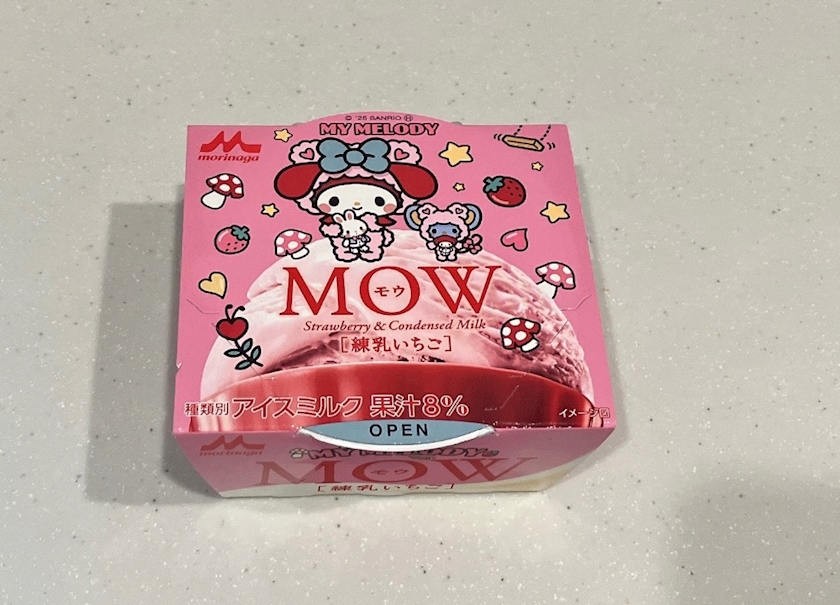 © '25 SANRIO Ⓗ
MY MELODY
morinaga
MOW
モウ
Strawberry & Condensed Milk
[練乳いちご]
種類別 アイスミルク 果汁8%
イメージ図
OPEN
morinaga
MY MELODY
MOW
モウ
[練乳いちご]